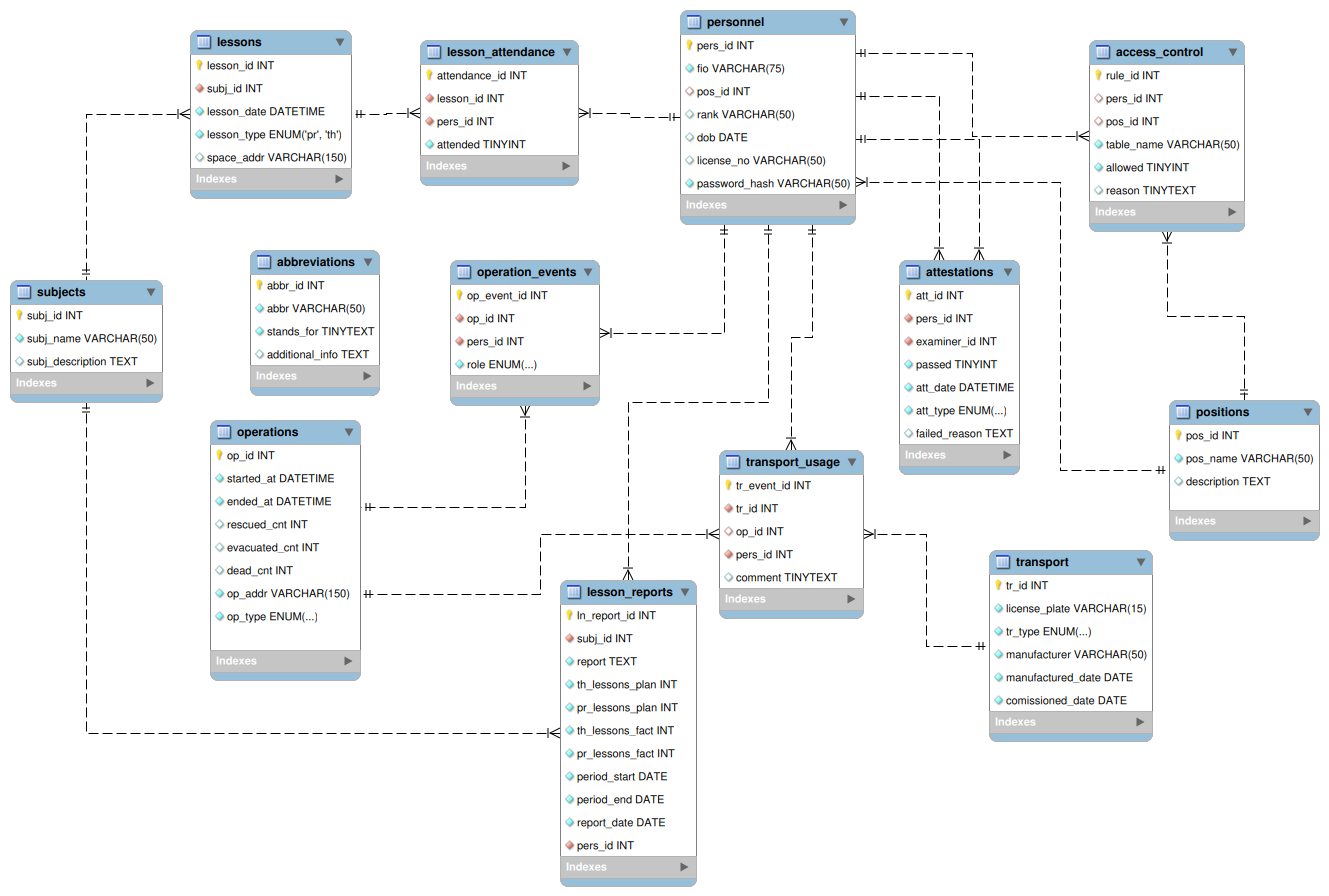 lessons
lesson_id INT
subj_id INT
lesson_date DATETIME
lesson_type ENUM('pr', 'th')
space_addr VARCHAR(150)
Indexes
lesson_attendance
attendance_id INT
lesson_id INT
pers_id INT
attended TINYINT
Indexes
personnel
pers_id INT
fio VARCHAR(75)
pos_id INT
rank VARCHAR(50)
dob DATE
license_no VARCHAR(50)
password_hash VARCHAR(50)
Indexes
access_control
rule_id INT
pers_id INT
pos_id INT
table_name VARCHAR(50)
allowed TINYINT
reason TINYTEXT
Indexes
subjects
subj_id INT
subj_name VARCHAR(50)
subj_description TEXT
Indexes
abbreviations
abbr_id INT
abbr VARCHAR(50)
stands_for TINYTEXT
additional_info TEXT
Indexes
operation_events
op_event_id INT
op_id INT
pers_id INT
role ENUM(...)
Indexes
attestations
att_id INT
pers_id INT
examiner_id INT
passed TINYINT
att_date DATETIME
att_type ENUM(...)
failed_reason TEXT
Indexes
positions
pos_id INT
pos_name VARCHAR(50)
description TEXT
Indexes
operations
op_id INT
started_at DATETIME
ended_at DATETIME
rescued_cnt INT
evacuated_cnt INT
dead_cnt INT
op_addr VARCHAR(150)
op_type ENUM(...)
Indexes
transport_usage
tr_event_id INT
tr_id INT
op_id INT
pers_id INT
comment TINYTEXT
Indexes
transport
tr_id INT
license_plate VARCHAR(15)
tr_type ENUM(...)
manufacturer VARCHAR(50)
manufactured_date DATE
comissioned_date DATE
Indexes
lesson_reports
ln_report_id INT
subj_id INT
report TEXT
th_lessons_plan INT
pr_lessons_plan INT
th_lessons_fact INT
pr_lessons_fact INT
period_start DATE
period_end DATE
report_date DATE
pers_id INT
Indexes